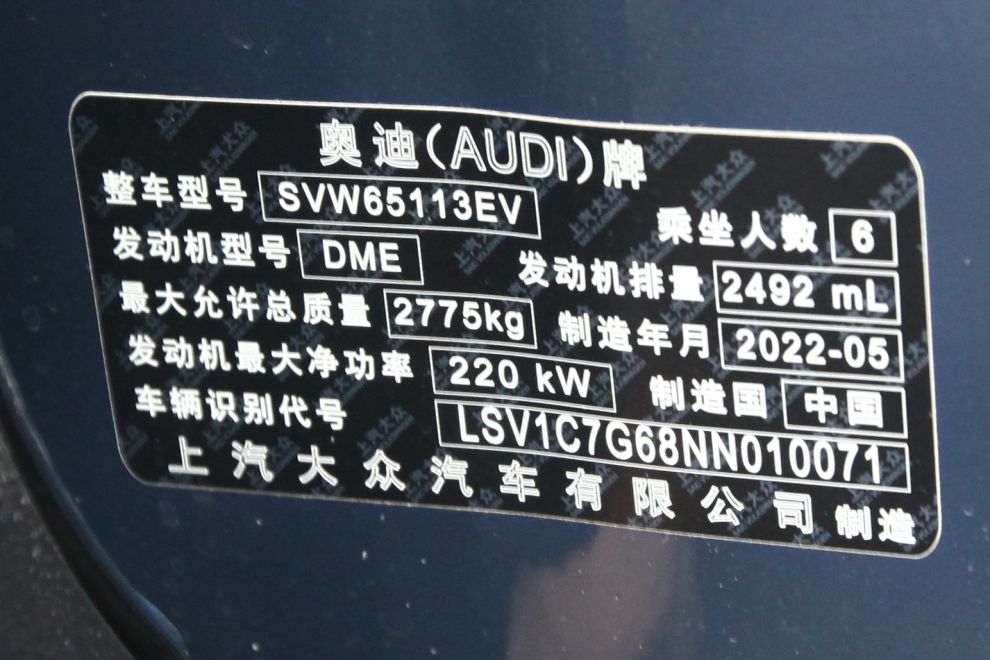 奥迪(AUDI)牌
整车型号 SVW65113EV 乘坐人数 6
发动机型号 DME 发动机排量 2492 mL
最大允许总质量 2775kg 制造年月 2022-05
发动机最大净功率 220 kW 制造国 中国
车辆识别代号 LSV1C7G68NN010071
上汽大众汽车有限公司 制造